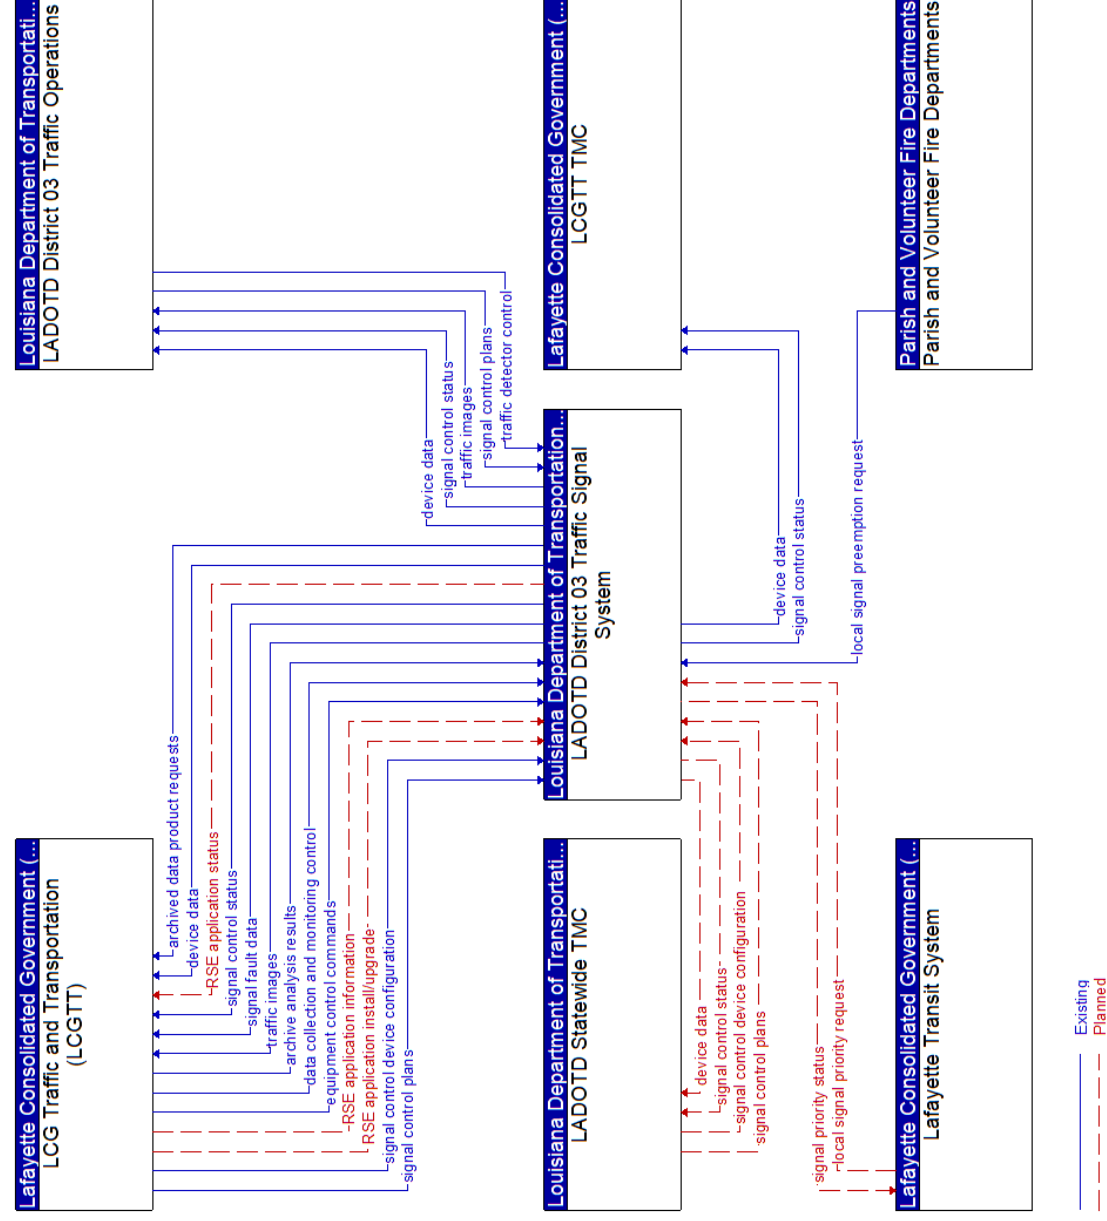 Louisiana Department of Transportati...
LADOTD District 03 Traffic Operations
Lafayette Consolidated Government (...
LCGTT TMC
Parish and Volunteer Fire Departments
Parish and Volunteer Fire Departments
device data
signal control status
traffic images
signal control plans
traffic detector control
Louisiana Department of Transportation...
LADOTD District 03 Traffic Signal
System
device data
signal control status
local signal preemption request
archived data product requests
device data
RSE application status
signal control status
signal fault data
traffic images
archive analysis results
data collection and monitoring control
equipment control commands
RSE application information
RSE application install/upgrade
signal control device configuration
signal control plans
Lafayette Consolidated Government (...
LCG Traffic and Transportation
(LCGTT)
Louisiana Department of Transportati...
LADOTD Statewide TMC
device data
signal control status
signal control device configuration
signal control plans
signal priority status
local signal priority request
Lafayette Consolidated Government (...
Lafayette Transit System
Existing
Planned